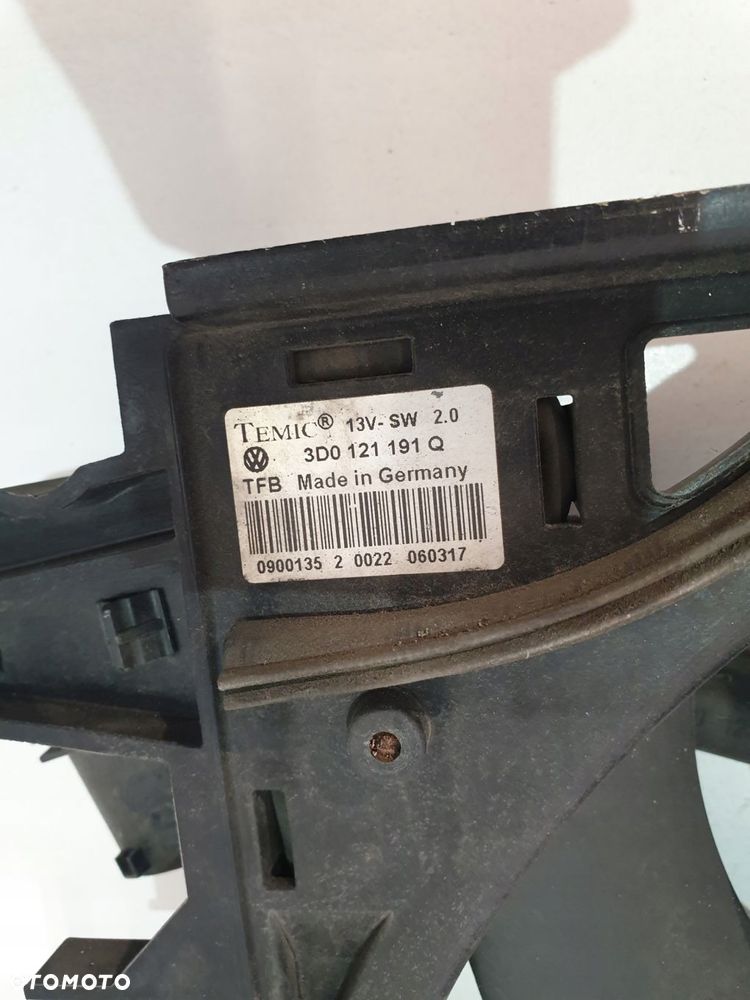 TEMIC® 13V- SW 2.0
3D0 121 191 Q
TFB Made in Germany
0900135 2 0022 060317
OTOMOTO